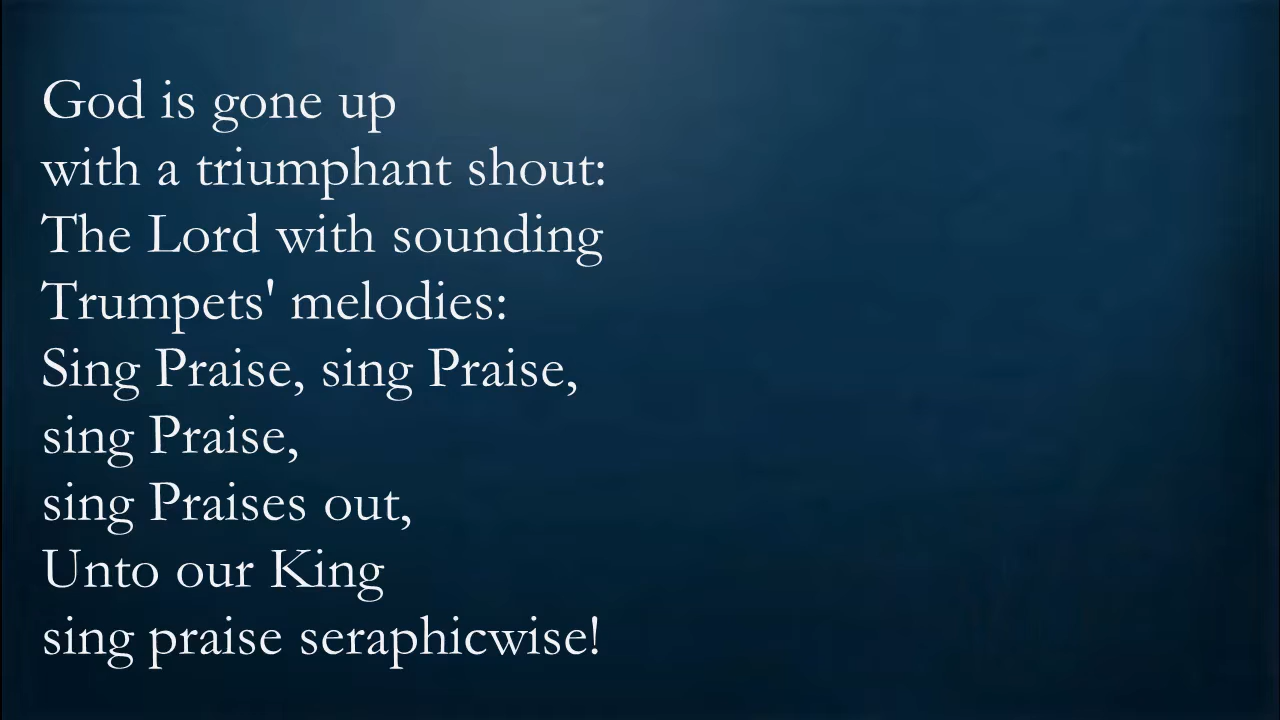 God is gone up
with a triumphant shout:
The Lord with sounding
Trumpets' melodies:
Sing Praise, sing Praise,
sing Praise,
sing Praises out,
Unto our King
sing praise seraphicwise!